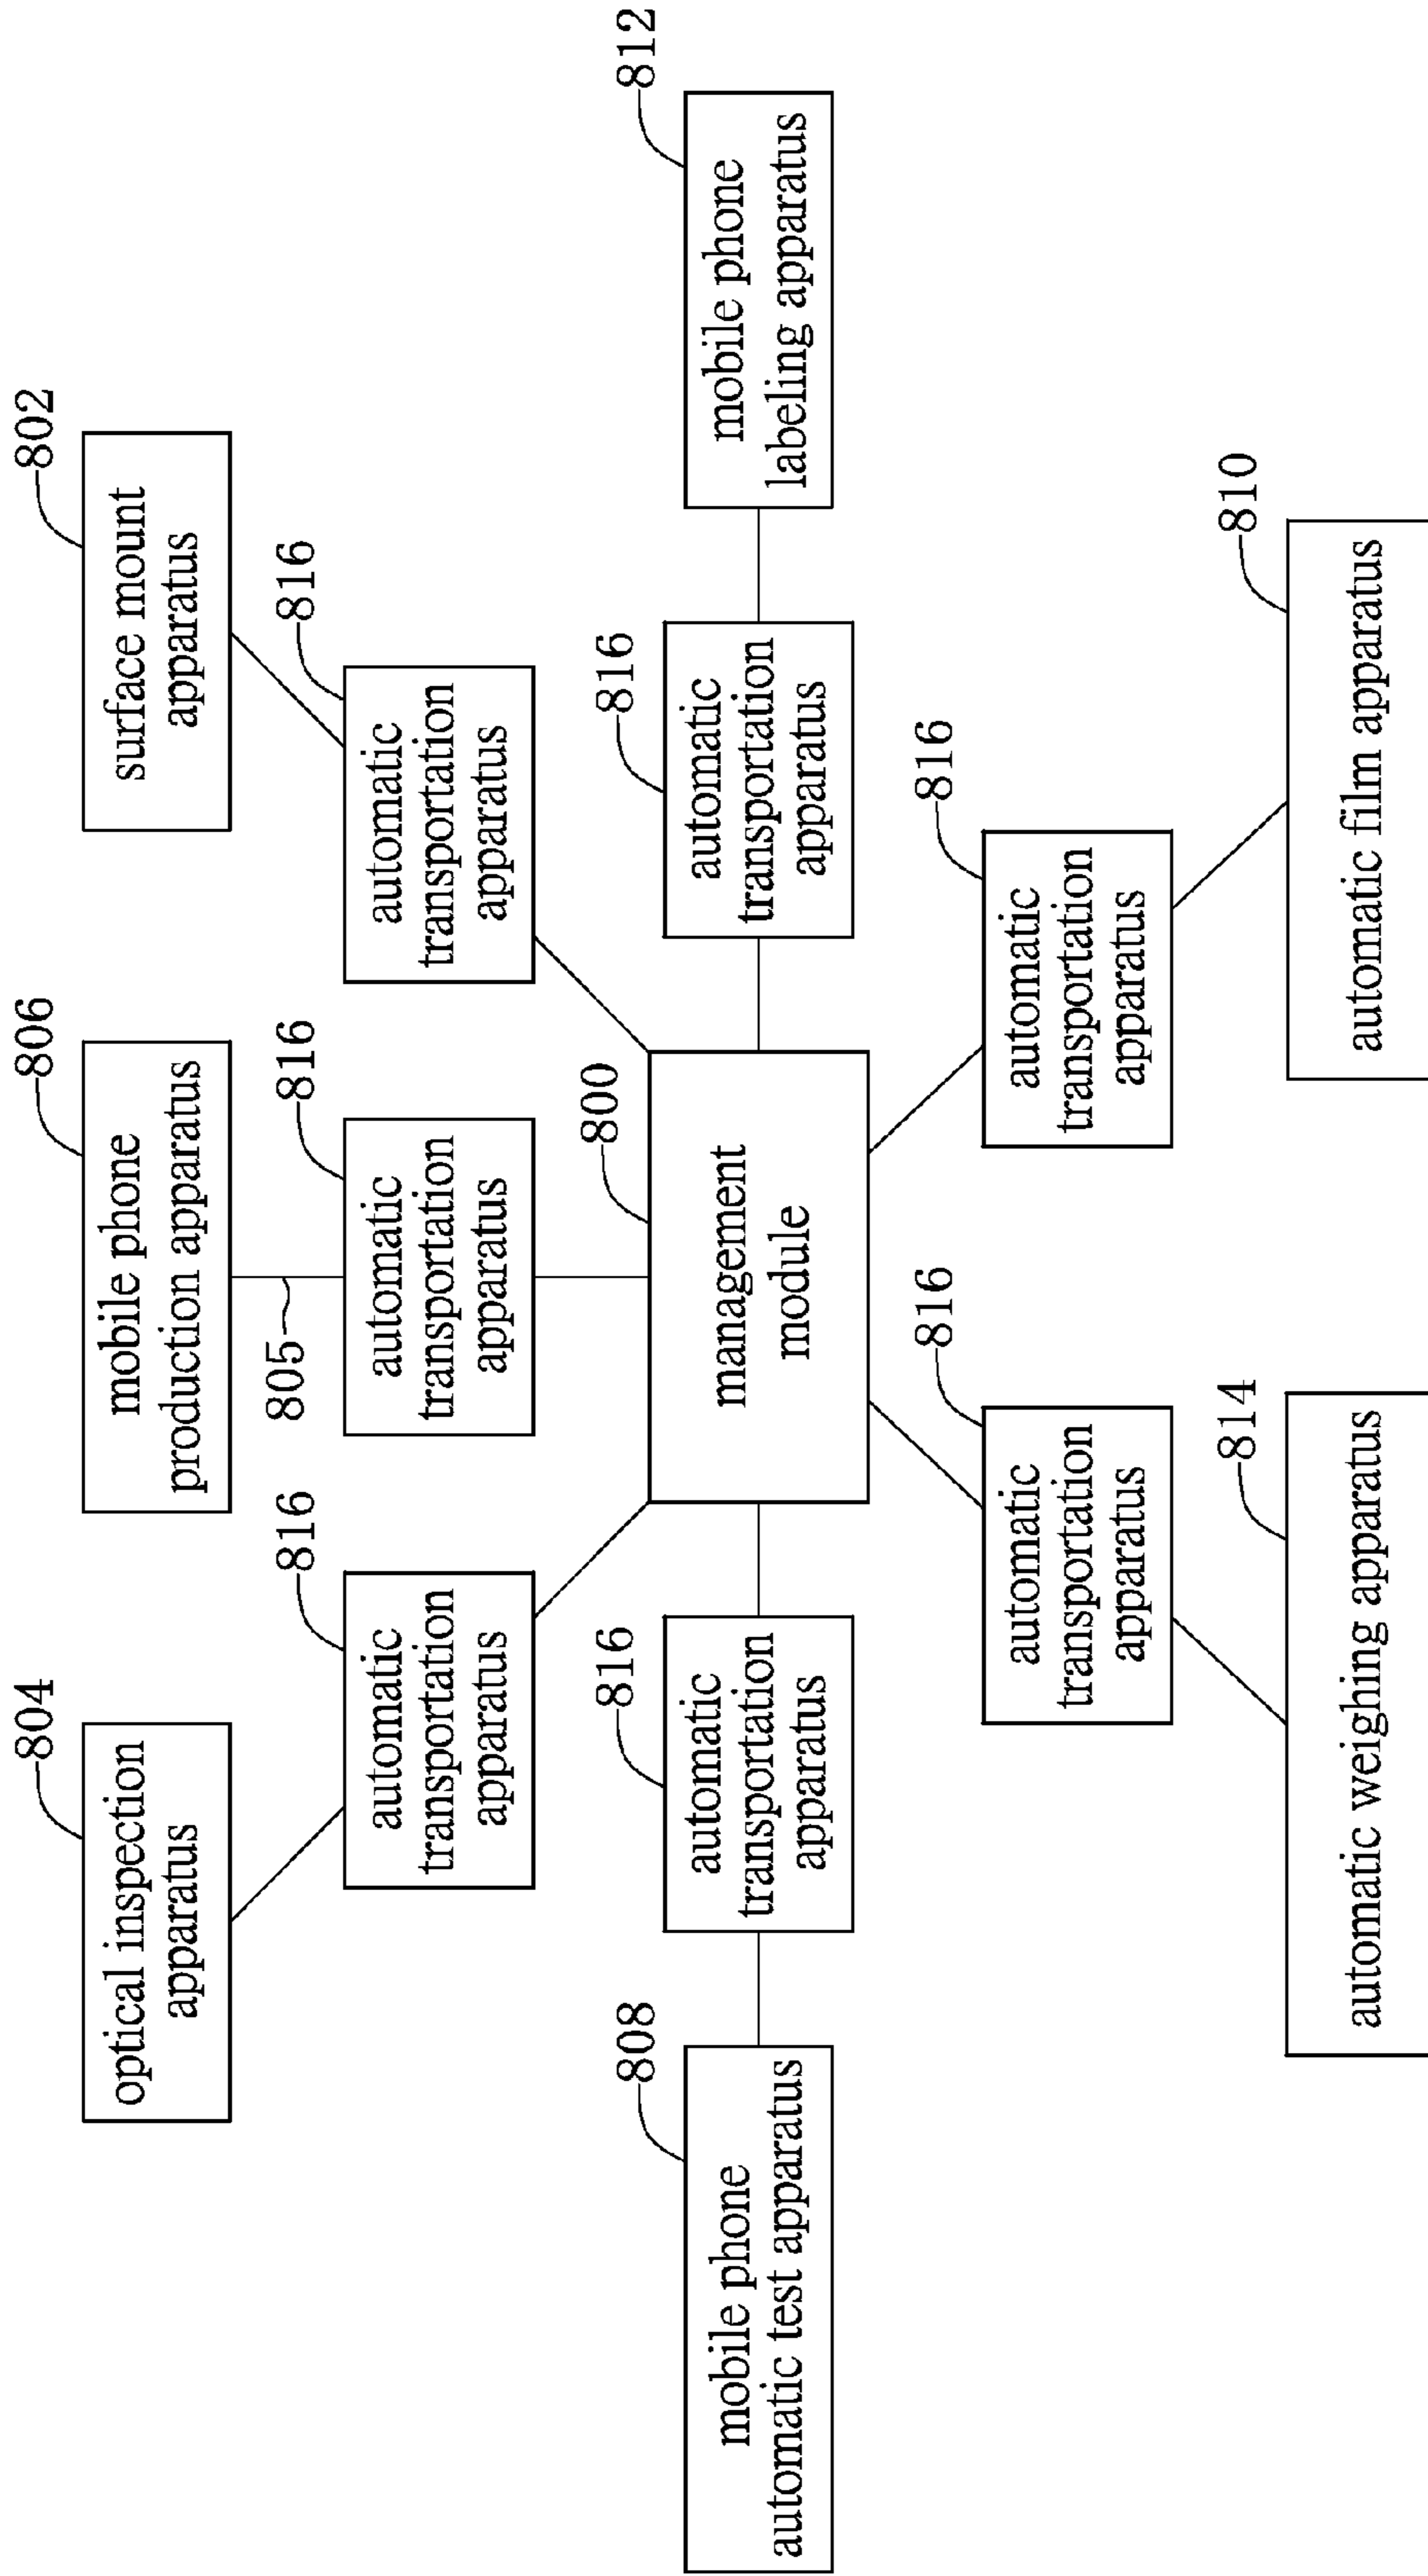 804
optical inspection
apparatus
806
mobile phone
production apparatus
802
surface mount
apparatus
805
816
automatic
transportation
apparatus
816
automatic
transportation
apparatus
816
automatic
transportation
apparatus
808
mobile phone
automatic test apparatus
816
automatic
transportation
apparatus
800
management
module
816
automatic
transportation
apparatus
812
mobile phone
labeling apparatus
816
automatic
transportation
apparatus
816
automatic
transportation
apparatus
814
automatic weighing apparatus
810
automatic film apparatus